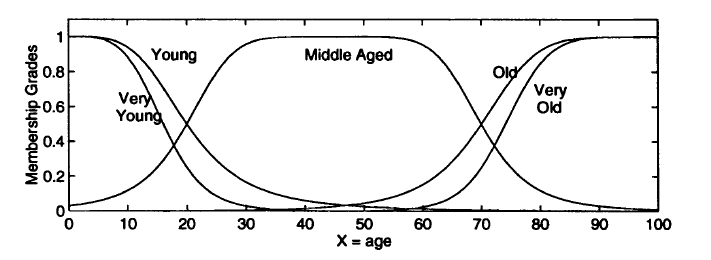 1
0.8
0.6
0.4
0.2
0
Membership Grades
Young
Very
Young
Middle Aged
Old
Very
Old
0 10 20 30 40 50 60 70 80 90 100
X = age